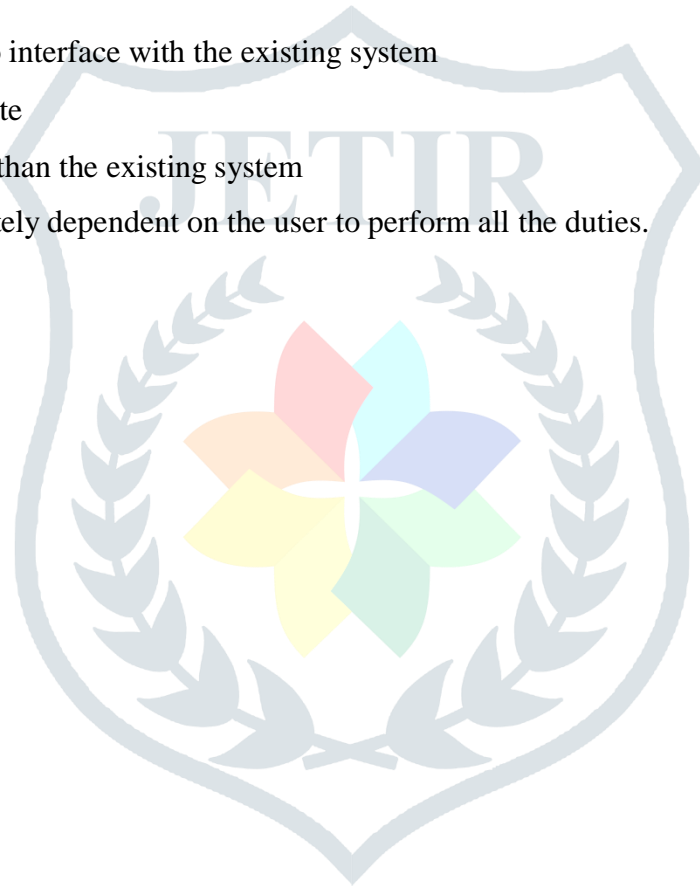 interface with the existing system
te
than the existing system
JETIR
ely dependent on the user to perform all the duties.